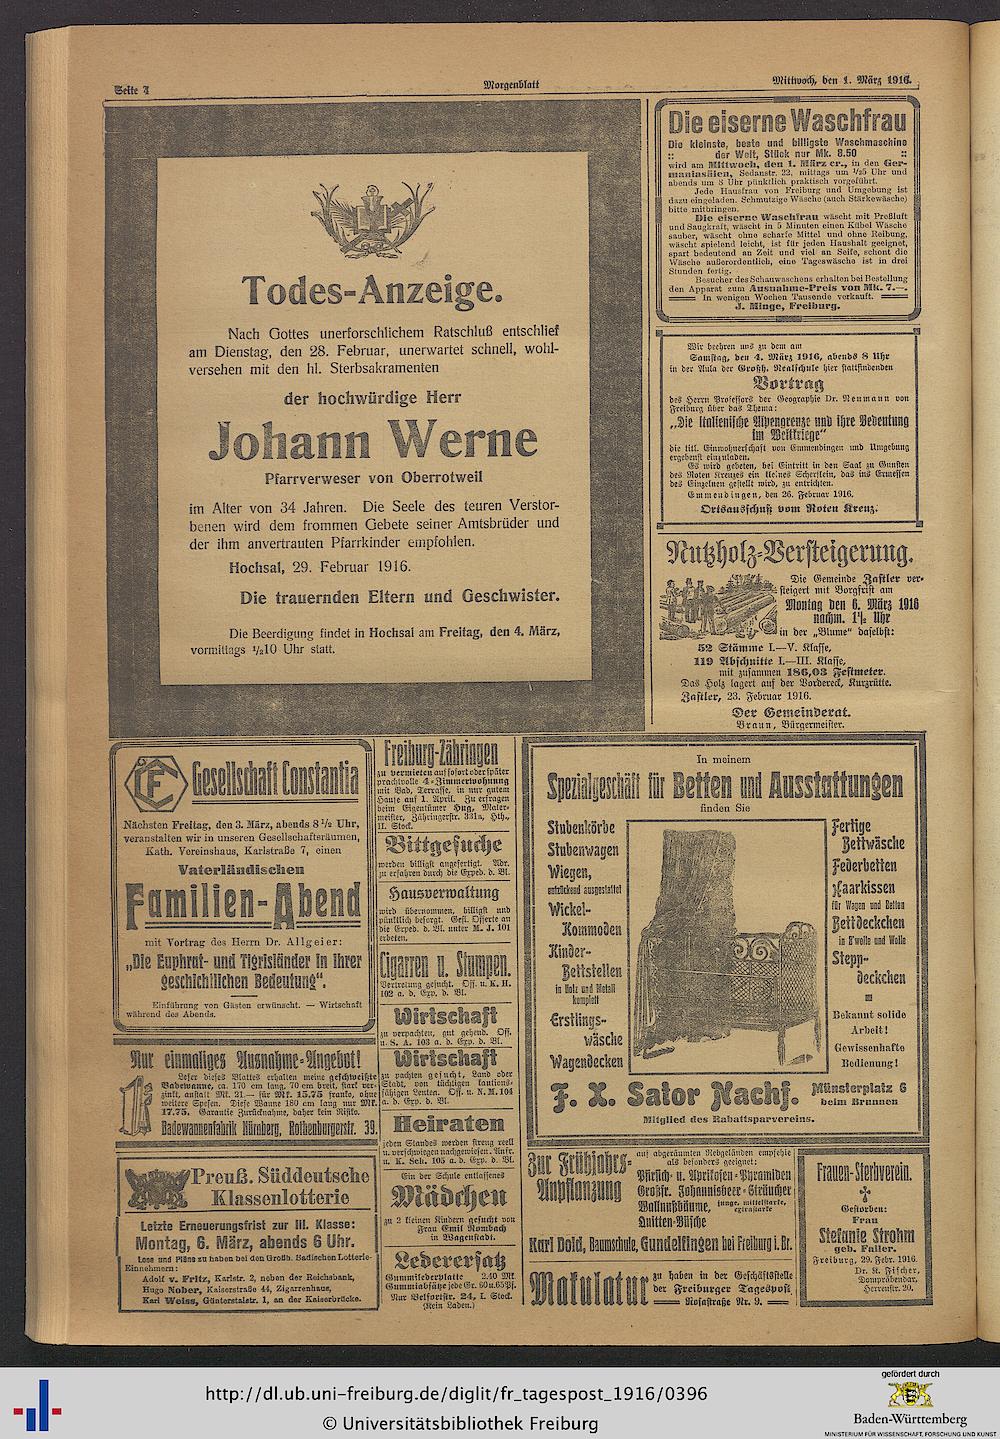 Seite 4
Morgenblatt
Mittwoch, den 1. März 1916.
Todes-Anzeige.
Nach Gottes unerforschlichem Ratschluß entschlief
am Dienstag, den 28. Februar, unerwartet schnell, wohl-
versehen mit den hl. Sterbsakramenten
der hochwürdige Herr
Johann Werne
Pfarrverweser von Oberrotweil
im Alter von 34 Jahren. Die Seele des teuren Verstor-
benen wird dem frommen Gebete seiner Amtsbrüder und
der ihm anvertrauten Pfarrkinder empfohlen.
Hochsal, 29. Februar 1916.
Die trauernden Eltern und Geschwister.
Die Beerdigung findet in Hochsal am Freitag, den 4. März,
vormittags 1/210 Uhr statt.
Die eiserne Waschfrau
Die kleinste, beste und billigste Waschmaschine
:: der Welt, Stück nur Mk. 8.50 ::
wird am Mittwoch, den 1. März cr., in den Ger-
maniasälen, Sedanstr. 22, mittags um 1/25 Uhr und
abends um 8 Uhr pünktlich praktisch vorgeführt.
Jede Hausfrau von Freiburg und Umgebung ist
dazu eingeladen. Schmutzige Wäsche (auch Stärkewäsche)
bitte mitbringen.
Die eiserne Waschfrau wäscht mit Preßluft
und Saugkraft, wäscht in 5 Minuten einen Kübel Wäsche
sauber, wäscht ohne scharfe Mittel und ohne Reibung,
wäscht spielend leicht, ist für jeden Haushalt geeignet,
spart bedeutend an Zeit und viel an Seife, schont die
Wäsche außerordentlich, eine Tageswäsche ist in drei
Stunden fertig.
Besucher des Schauwaschens erhalten bei Bestellung
den Apparat zum Ausnahme-Preis von Mk. 7.—.
In wenigen Wochen Tausende verkauft.
J. Minge, Freiburg.
Wir beehren uns zu dem am
Samstag, den 4. März 1916, abends 8 Uhr
in der Aula der Großh. Realschule hier stattfindenden
Vortrag
des Herrn Professors der Geographie Dr. Neumann von
Freiburg über das Thema:
„Die italienische Alpengrenze und ihre Bedeutung
im Weltkriege"
die titl. Einwohnerschaft von Emmendingen und Umgebung
ergebenst einzuladen.
Es wird gebeten, bei Eintritt in den Saal zu Gunsten
des Roten Kreuzes ein kleines Scherflein, das ins Ermessen
des Einzelnen gestellt wird, zu entrichten.
Emmendingen, den 26. Februar 1916.
Ortsausschuß vom Roten Kreuz.
Nutzholz-Versteigerung.
Die Gemeinde Zastler ver-
steigert mit Borgfrist am
Montag den 6. März 1916
nachm. 1 1/2 Uhr
in der „Blume" daselbst:
52 Stämme I.—V. Klasse,
119 Abschnitte I.—III. Klasse,
mit zusammen 186,03 Festmeter.
Das Holz lagert auf der Vordereck, Kurzrütte.
Zastler, 23. Februar 1916.
Der Gemeinderat.
Braun, Bürgermeister.
Gesellschaft Constantia
Nächsten Freitag, den 3. März, abends 8 1/2 Uhr,
veranstalten wir in unseren Gesellschafteräumen,
Kath. Vereinshaus, Karlstraße 7, einen
Vaterländischen
Familien-Abend
mit Vortrag des Herrn Dr. Allgeier:
„Die Euphrat- und Tigrisländer in ihrer
geschichtlichen Bedeutung".
Einführung von Gästen erwünscht. — Wirtschaft
während des Abends.
Nur einmaliges Ausnahme-Angebot!
Leser dieses Blattes erhalten meine geschweißte
Badewanne, ca. 170 cm lang, 70 cm breit, stark ver-
zinkt, anstatt Mk. 21.— für Mk. 15.75 franko, ohne
weitere Spesen. Diese Wanne 180 cm lang nur Mk.
17.75. Garantie Zurücknahme, daher kein Risiko.
Badewannenfabrik Nürnberg, Rothenburgerstr. 39.
Preuß. Süddeutsche
Klassenlotterie
Letzte Erneuerungsfrist zur III. Klasse:
Montag, 6. März, abends 6 Uhr.
Lose und Pläne zu haben bei den Großh. Badischen Lotterie-
Einnehmern:
Adolf v. Fritz, Karlstr. 2, neben der Reichsbank,
Hugo Nober, Kaiserstraße 44, Zigarrenhaus,
Karl Weiss, Günterstalstr. 1, an der Kaiserbrücke.
Freiburg-Zähringen
zu vermieten auf sofort oder später
prachtvolle 4-Zimmerwohnung
mit Bad, Terrasse, in nur gutem
Hause auf 1. April. Zu erfragen
beim Eigentümer Hug, Maler-
meister, Zähringerstr. 331a, Hth.,
II. Stock.
Bittgesuche
werden billigst angefertigt. Adr.
zu erfahren durch die Exped. d. Bl.
Hausverwaltung
wird übernommen, billigst und
pünktlich besorgt. Gefl. Offerte an
die Exped. d. Bl. unter M. J. 101
erbeten.
Cigarren u. Stumpen.
Vertretung gesucht. Off. u. K. H.
102 a. d. Exp. d. Bl.
Wirtschaft
zu verpachten, gut gehend. Off.
u. S. A. 103 a. d. Exp. d. Bl.
Wirtschaft
zu pachten gesucht, Land oder
Stadt, von tüchtigen kautions-
fähigen Leuten. Off. u. N. M. 104
a. d. Exp. d. Bl.
Heiraten
jeden Standes werden streng reell
u. verschwiegen nachgewiesen. Anfr.
u. K. Sch. 105 a. d. Exp. d. Bl.
Ein der Schule entlassenes
Mädchen
zu 2 kleinen Kindern gesucht von
Frau Emil Rombach
in Wagenstadt.
Lederersatz
Gummilederplatte 2.40 Mk.
Gummiabsätze jede Gr. 60 u. 65 Pf.
Nur Belfortstr. 24, I. Stock.
(Kein Laden.)
In meinem
Spezialgeschäft für Betten und Ausstattungen
finden Sie
Stubenkörbe
Stubenwagen
Wiegen,
entzückend ausgestattet
Wickel-
Kommoden
Kinder-
Bettstellen
in Holz und Metall
komplett
Erstlings-
wäsche
Wagendecken
Fertige
Bettwäsche
Federbetten
Haarkissen
für Wagen und Betten
Bettdeckchen
in B'wolle und Wolle
Stepp-
deckchen
Bekannt solide
Arbeit!
Gewissenhafte
Bedienung!
F. X. Sator Nachf.
Münsterplatz 6
beim Brunnen
Mitglied des Rabattsparvereins.
Zur Frühjahrs-
Anpflanzung
auf abgeräumten Rebgeländen empfehle
als besonders geeignet:
Pfirsich- u. Aprikosen-Pyramiden
Großfr. Johannisbeer-Sträucher
Wallnußbäume, junge, mittelstarke, extrastarke
Quitten-Büsche
Karl Dold, Baumschule, Gundelfingen bei Freiburg i. Br.
Makulatur
zu haben in der Geschäftsstelle
der Freiburger Tagespost
Rosastraße Nr. 9.
Frauen-Sterbverein.
Gestorben:
Frau
Stefanie Strohm
geb. Faller.
Freiburg, 29. Febr. 1916.
Dr. K. Fischer,
Dompräbendar,
Herrenstr. 20.
http://dl.ub.uni-freiburg.de/diglit/fr_tagespost_1916/0396
© Universitätsbibliothek Freiburg
gefördert durch
Baden-Württemberg
MINISTERIUM FÜR WISSENSCHAFT, FORSCHUNG UND KUNST